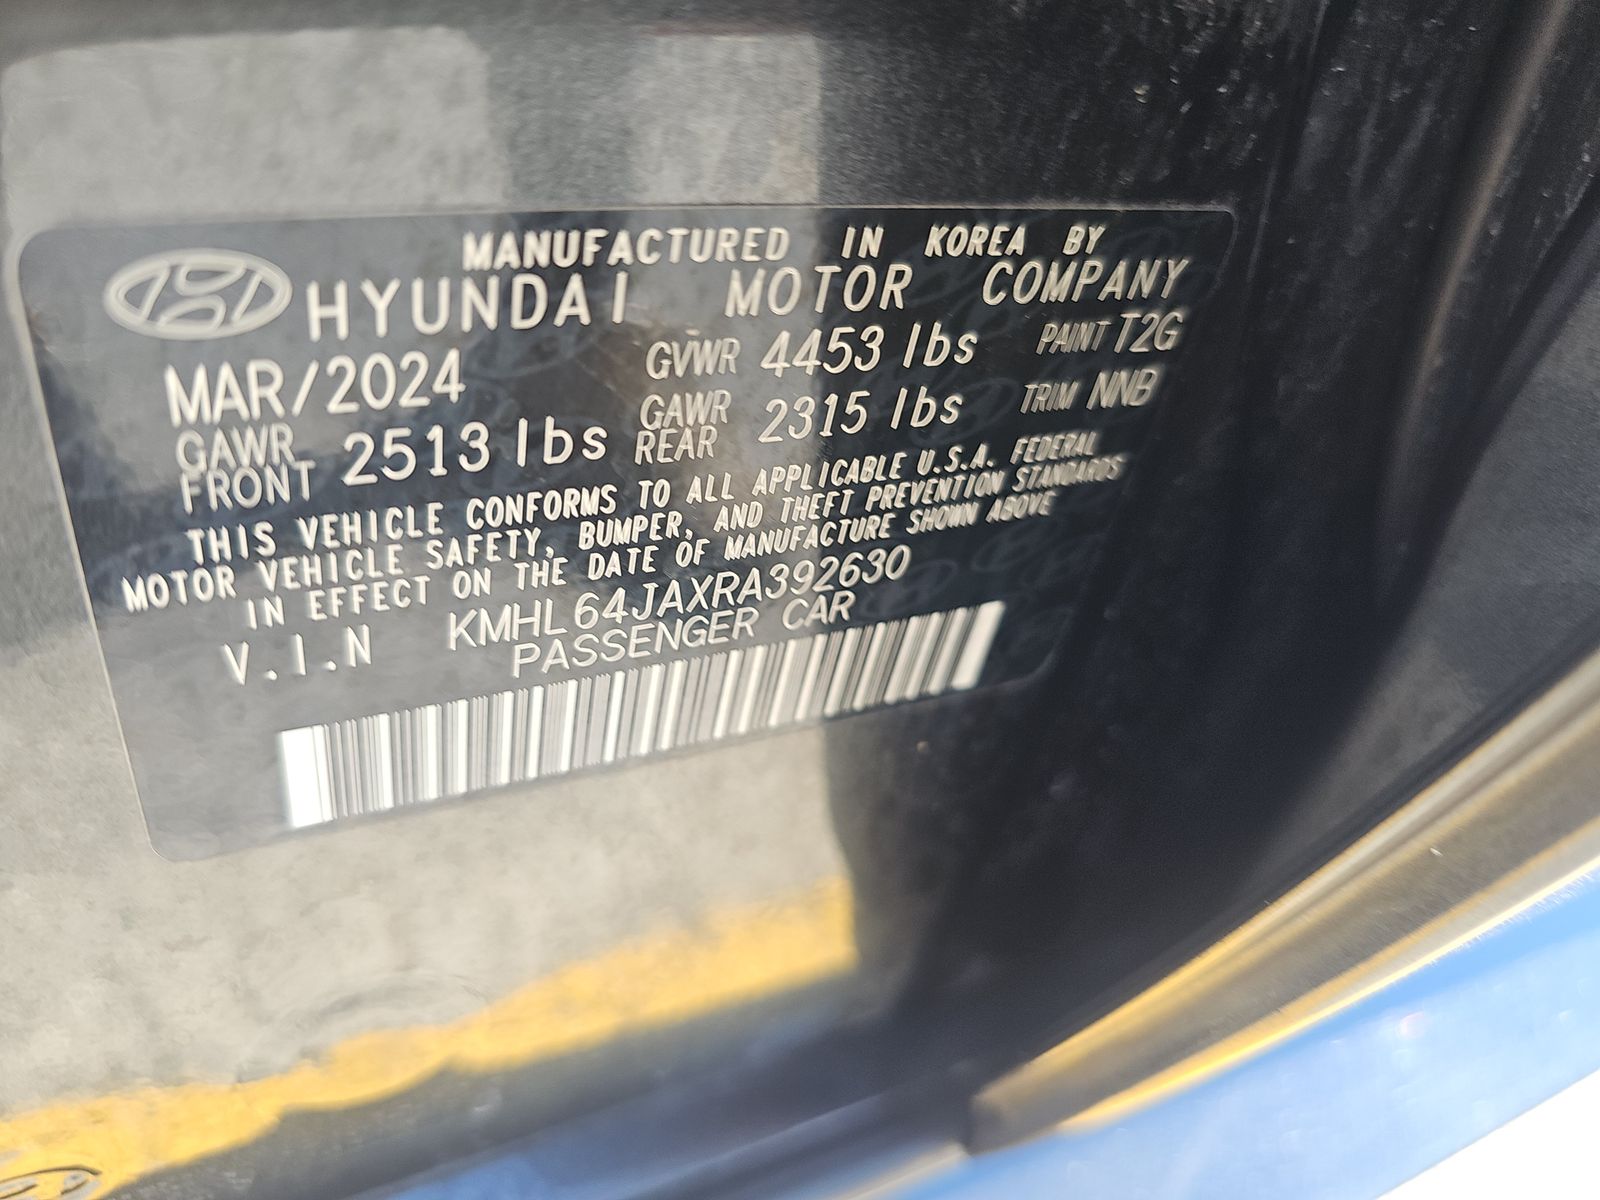 MANUFACTURED IN KOREA BY
HYUNDAI MOTOR COMPANY
MAR/2024 GVWR 4453 lbs PAINT T2G
GAWR FRONT 2513 lbs GAWR REAR 2315 lbs TRIM NNB
THIS VEHICLE CONFORMS TO ALL APPLICABLE U.S.A. FEDERAL
MOTOR VEHICLE SAFETY, BUMPER, AND THEFT PREVENTION STANDARDS
IN EFFECT ON THE DATE OF MANUFACTURE SHOWN ABOVE
V.I.N KMHL64JAXRA392630
PASSENGER CAR